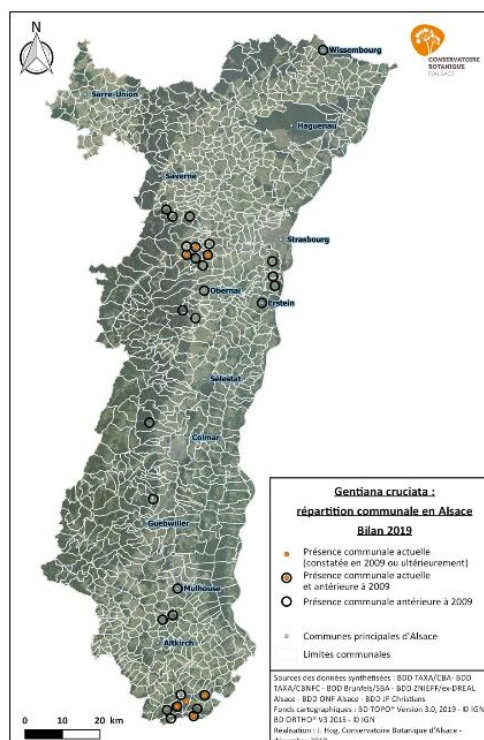 N
CONSERVATOIRE
BOTANIQUE
D'ALSACE
Wissembourg
Sarre-Union
Haguenau
Saverne
Strasbourg
Obernai
Erstein
Sélestat
Colmar
Guebwiller
Mulhouse
Altkirch
0 10 20 km
Gentiana cruciata :
répartition communale en Alsace
Bilan 2019
Présence communale actuelle
(constatée en 2009 ou ultérieurement)
Présence communale actuelle
et antérieure à 2009
Présence communale antérieure à 2009
Communes principales d'Alsace
Limites communales
Sources des données synthétisées : BDD TAXA/CBA- BDD
TAXA/CBNFC - BDD Brunfels/SBA - BDD ZNIEFF/ex-DREAL
Alsace - BDD ONF Alsace - BDD JF Christians
Fonds cartographiques : BD TOPO® Version 3.0, 2019 - © IGN
BD ORTHO® V3 2015 - © IGN
Réalisation : J. Hog, Conservatoire Botanique d'Alsace -